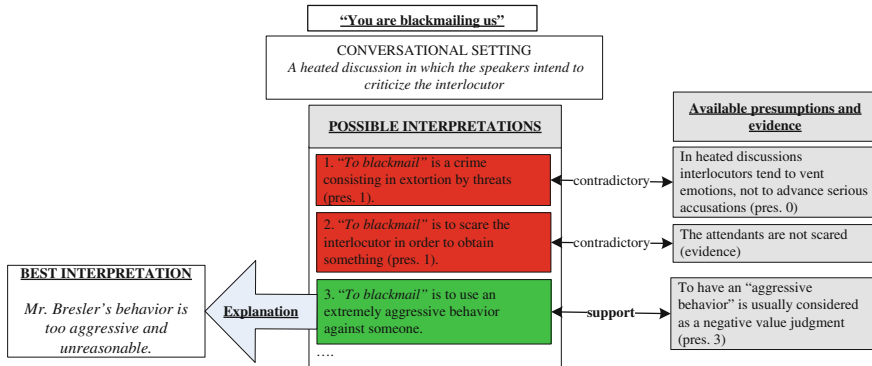 “You are blackmailing us”
CONVERSATIONAL SETTING
A heated discussion in which the speakers intend to
criticize the interlocutor
POSSIBLE INTERPRETATIONS
1. “To blackmail” is a crime
consisting in extortion by threats
(pres. 1).
2. “To blackmail” is to scare the
interlocutor in order to obtain
something (pres. 1).
3. “To blackmail” is to use an
extremely aggressive behavior
against someone.
….
contradictory
contradictory
support
Available presumptions and
evidence
In heated discussions
interlocutors tend to vent
emotions, not to advance serious
accusations (pres. 0)
The attendants are not scared
(evidence)
To have an “aggressive
behavior” is usually considered
as a negative value judgment
(pres. 3)
Explanation
BEST INTERPRETATION
Mr. Bresler’s behavior is
too aggressive and
unreasonable.